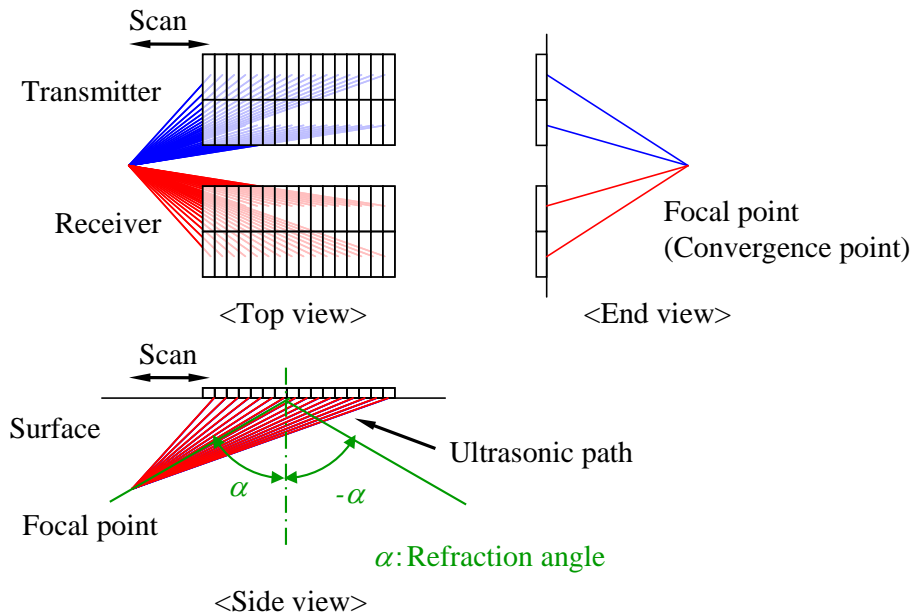 Scan
Transmitter
Receiver
Focal point
(Convergence point)
<Top view>
<End view>
Scan
Surface
Ultrasonic path
α
-α
Focal point
α:Refraction angle
<Side view>